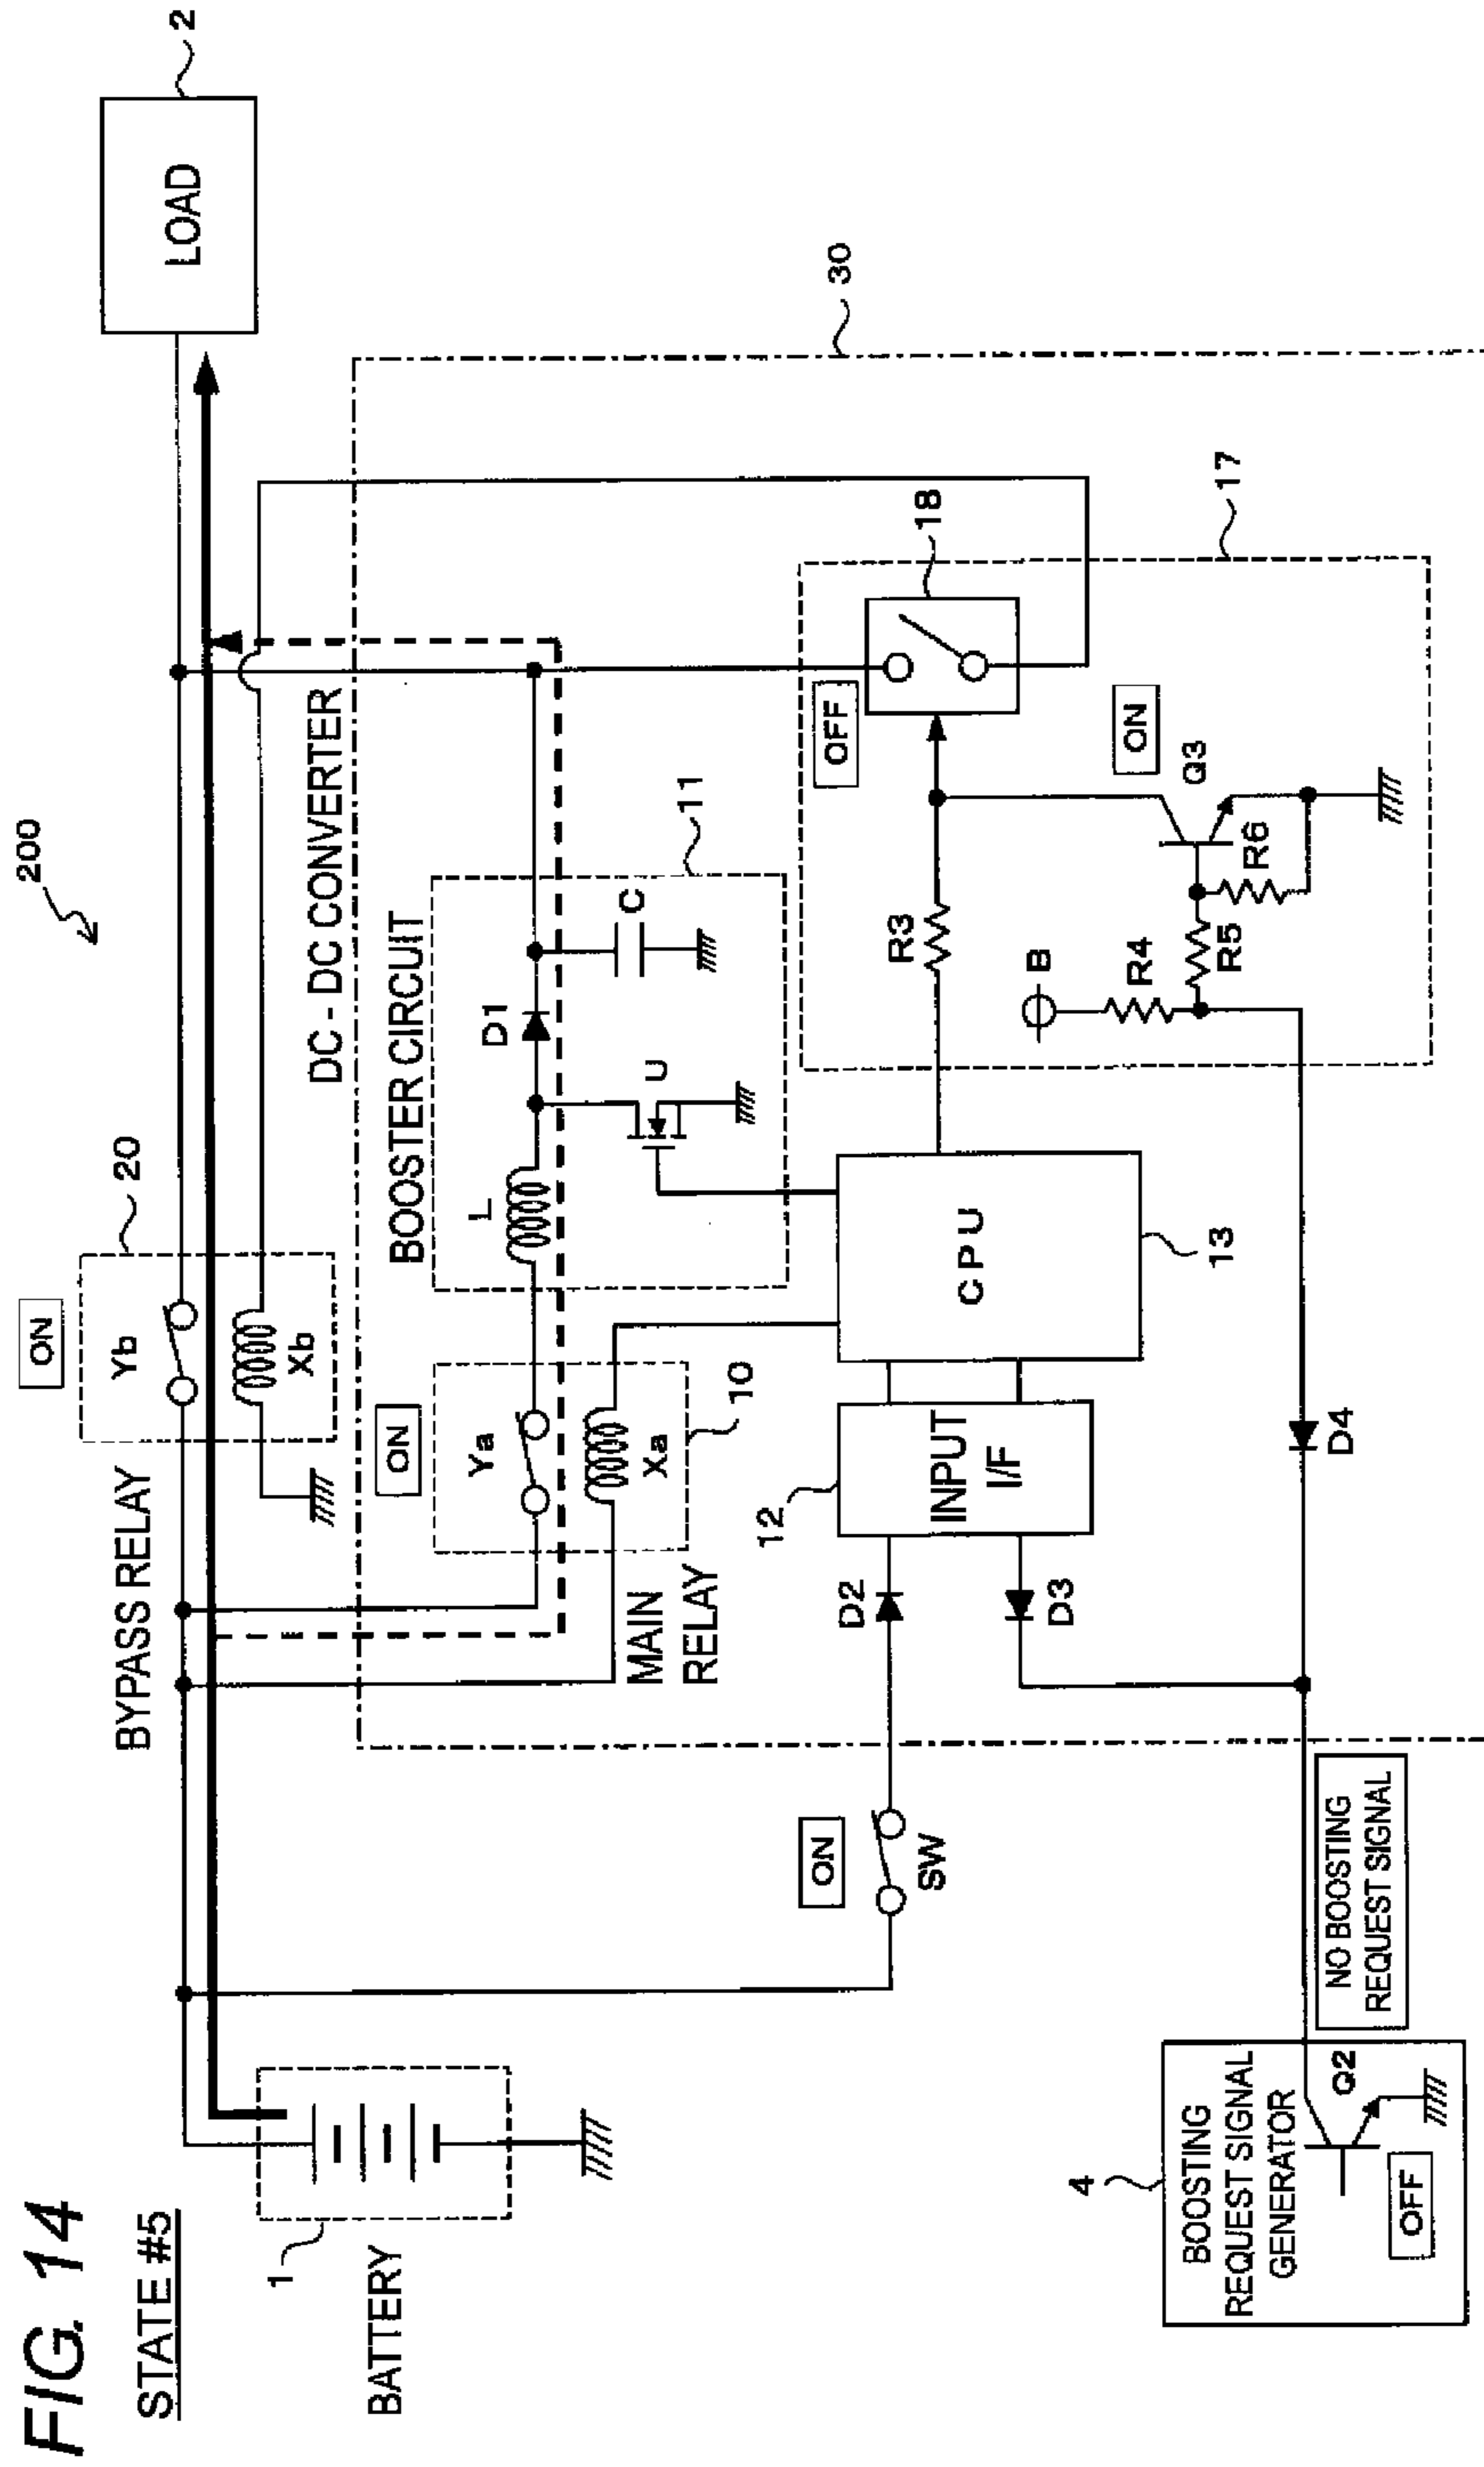 FIG. 14
STATE #5
200
BYPASS RELAY
20
ON
Yb
Xb
LOAD
2
1
BATTERY
DC - DC CONVERTER
30
ON
Ya
Xa
10
MAIN
RELAY
BOOSTER CIRCUIT
11
L
D1
U
C
ON
SW
D2
D3
12
INPUT
I/F
CPU
13
OFF
18
17
R3
B
R4
R5
R6
ON
Q3
D4
4
BOOSTING
REQUEST SIGNAL
GENERATOR
Q2
OFF
NO BOOSTING
REQUEST SIGNAL